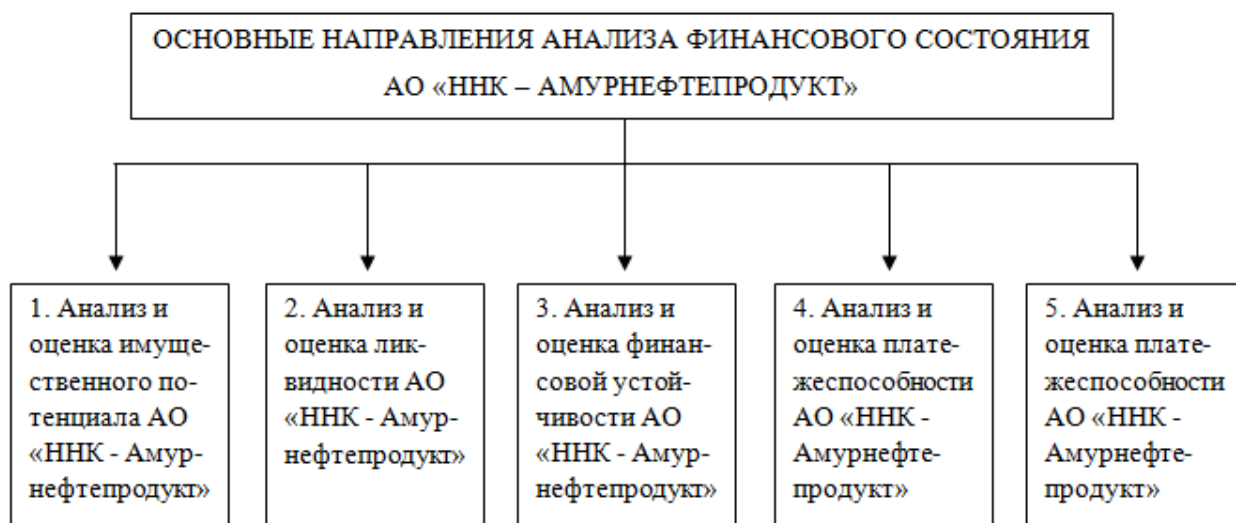 ОСНОВНЫЕ НАПРАВЛЕНИЯ АНАЛИЗА ФИНАНСОВОГО СОСТОЯНИЯ
АО «ННК – АМУРНЕФТЕПРОДУКТ»
1. Анализ и
оценка имуще-
ственного по-
тенциала АО
«ННК - Амур-
нефтепродукт»
2. Анализ и
оценка лик-
видности АО
«ННК - Амур-
нефтепродукт»
3. Анализ и
оценка финан-
совой устой-
чивости АО
«ННК - Амур-
нефтепродукт»
4. Анализ и
оценка плате-
жеспособности
АО «ННК -
Амурнефте-
продукт»
5. Анализ и
оценка плате-
жеспособности
АО «ННК -
Амурнефте-
продукт»